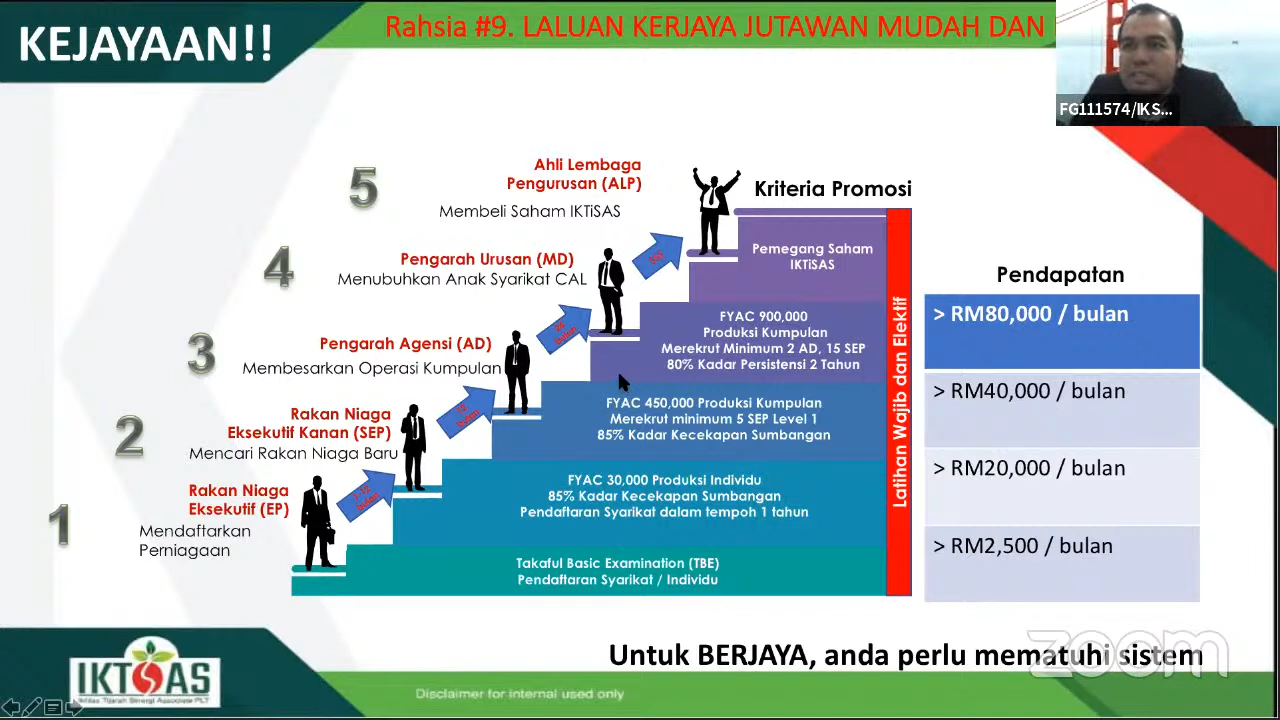 KEJAYAAN!!
Rahsia #9. LALUAN KERJAYA JUTAWAN MUDAH DAN
FG111574/IKS...
5
Ahli Lembaga
Pengurusan (ALP)
Membeli Saham IKTiSAS
Kriteria Promosi
4
Pengarah Urusan (MD)
Menubuhkan Anak Syarikat CAL
Pemegang Saham
IKTiSAS
3
Pengarah Agensi (AD)
Membesarkan Operasi Kumpulan
FYAC 900,000
Produksi Kumpulan
Merekrut Minimum 2 AD, 15 SEP
80% Kadar Persistensi 2 Tahun
2
Rakan Niaga
Eksekutif Kanan (SEP)
Mencari Rakan Niaga Baru
FYAC 450,000 Produksi Kumpulan
Merekrut minimum 5 SEP Level 1
85% Kadar Kecekapan Sumbangan
1
Rakan Niaga
Eksekutif (EP)
Mendaftarkan
Perniagaan
FYAC 30,000 Produksi Individu
85% Kadar Kecekapan Sumbangan
Pendaftaran Syarikat dalam tempoh 1 tahun
Takaful Basic Examination (TBE)
Pendaftaran Syarikat / Individu
Latihan Wajib dan Elektif
Pendapatan
> RM80,000 / bulan
> RM40,000 / bulan
> RM20,000 / bulan
> RM2,500 / bulan
Untuk BERJAYA, anda perlu mematuhi sistem
zoom
IKTISAS
Disclaimer for internal used only